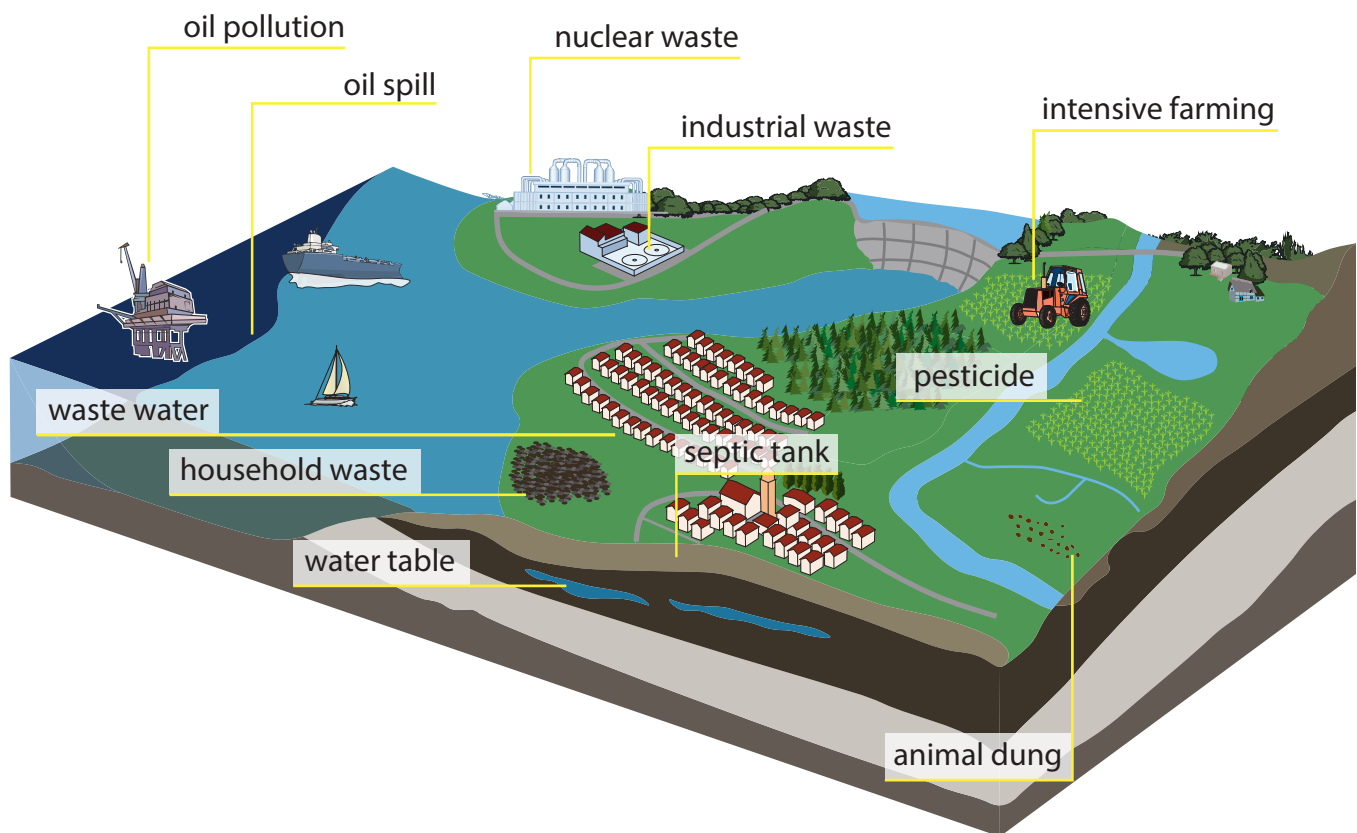 oil pollution
nuclear waste
oil spill
intensive farming
industrial waste
pesticide
waste water
septic tank
household waste
water table
animal dung